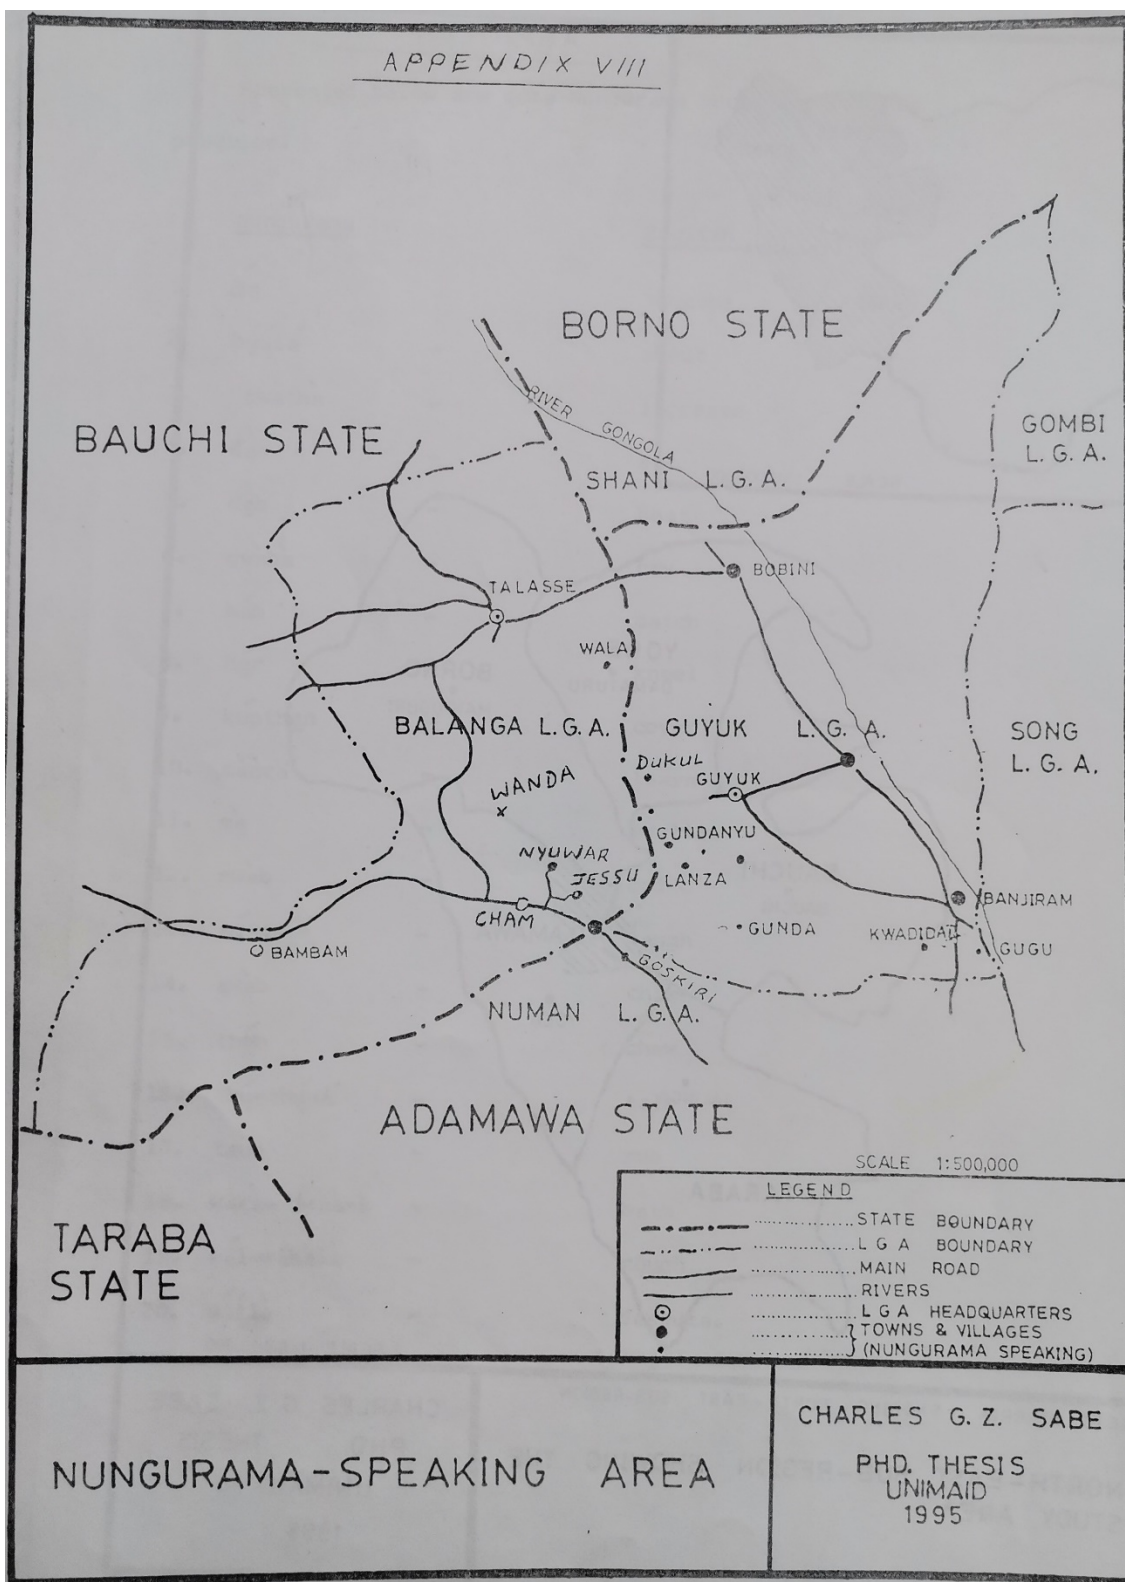 APPENDIX VIII
BORNO STATE
BAUCHI STATE
RIVER GONGOLA
GOMBI
L. G. A.
SHANI L. G. A.
TALASSE
BOBINI
WALA
BALANGA L. G. A.
GUYUK L. G. A.
SONG
L. G. A.
DUKUL
WANDA
GUYUK
GUNDANYU
NYUWAR
JESSU
LANZA
CHAM
BANJIRAM
GUNDA
KWADIDAD
BAMBAM
GUGU
GOSKIRI
NUMAN L. G. A.
ADAMAWA STATE
SCALE 1:500,000
LEGEND
STATE BOUNDARY
L G A BOUNDARY
MAIN ROAD
RIVERS
L G A HEADQUARTERS
TOWNS & VILLAGES
(NUNGURAMA SPEAKING)
TARABA
STATE
NUNGURAMA-SPEAKING AREA
CHARLES G. Z. SABE
PHD. THESIS
UNIMAID
1995